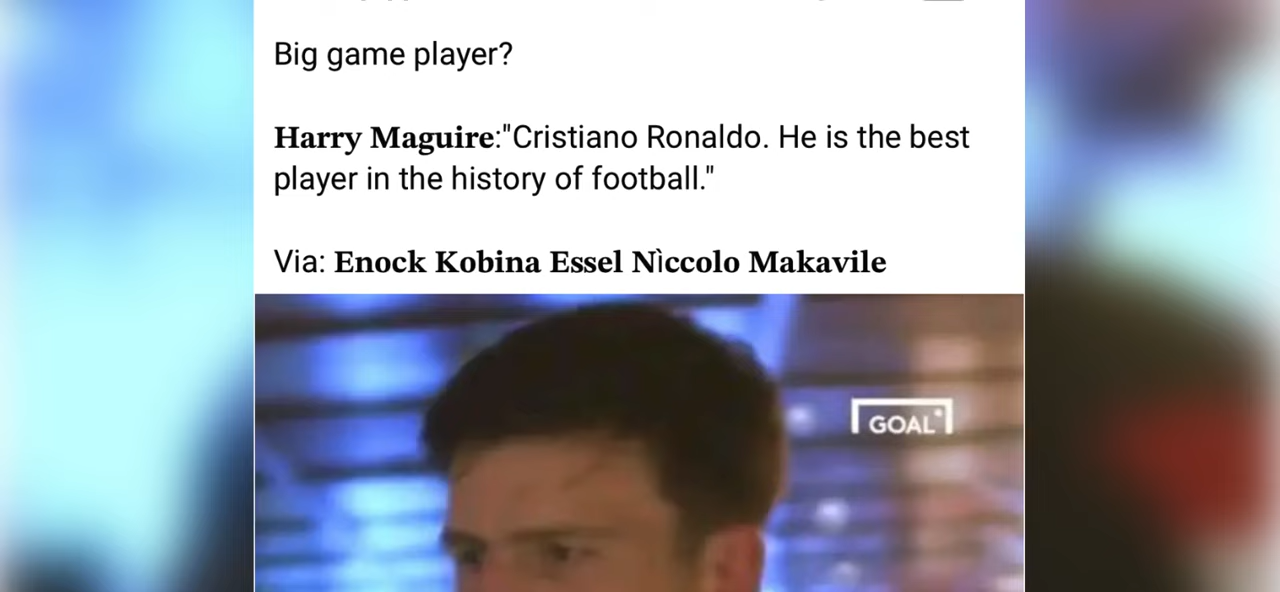 Big game player?
Harry Maguire:"Cristiano Ronaldo. He is the best
player in the history of football."
Via: Enock Kobina Essel Nìccolo Makavile
GOAL